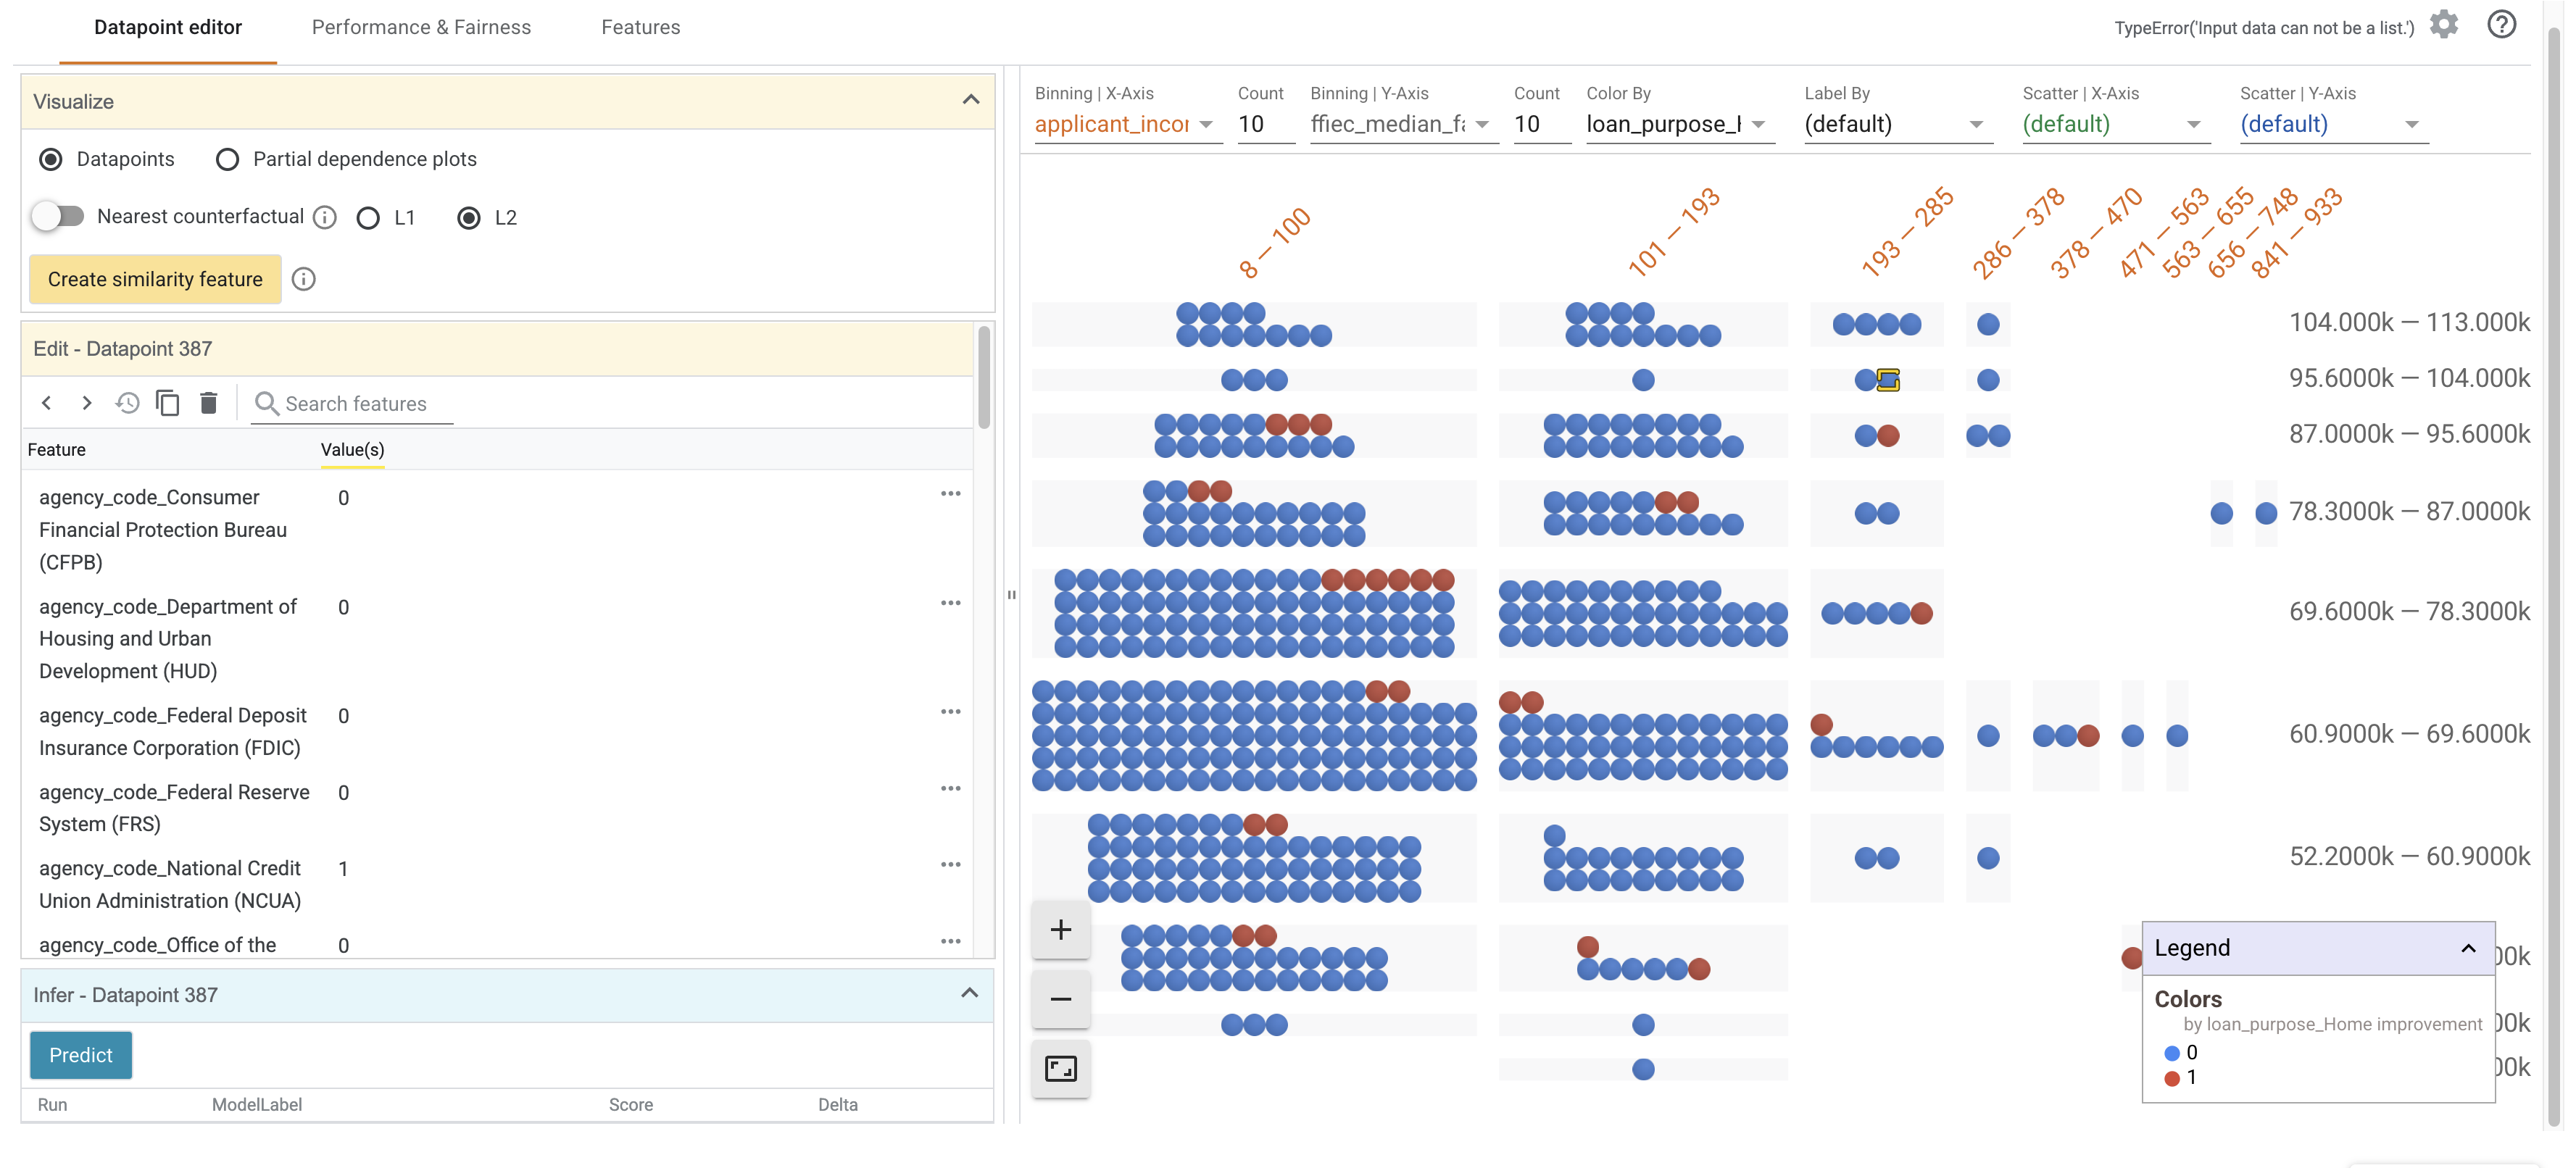 Datapoint editor
Performance & Fairness
Features
TypeError('Input data can not be a list.')
Visualize
Datapoints
Partial dependence plots
Nearest counterfactual
L1
L2
Create similarity feature
Edit - Datapoint 387
Search features
Feature
Value(s)
agency_code_Consumer
Financial Protection Bureau
(CFPB)
0
agency_code_Department of
Housing and Urban
Development (HUD)
0
agency_code_Federal Deposit
Insurance Corporation (FDIC)
0
agency_code_Federal Reserve
System (FRS)
0
agency_code_National Credit
Union Administration (NCUA)
1
agency_code_Office of the
0
Infer - Datapoint 387
Predict
Run
ModelLabel
Score
Delta
Binning | X-Axis
applicant_incor
Count
10
Binning | Y-Axis
ffiec_median_fa
Count
10
Color By
loan_purpose_H
Label By
(default)
Scatter | X-Axis
(default)
Scatter | Y-Axis
(default)
8 – 100
101 – 193
193 – 285
286 – 378
378 – 470
471 – 563
563 – 655
656 – 748
841 – 933
104.000k – 113.000k
95.6000k – 104.000k
87.0000k – 95.6000k
78.3000k – 87.0000k
69.6000k – 78.3000k
60.9000k – 69.6000k
52.2000k – 60.9000k
00k
00k
00k
Legend
Colors
by loan_purpose_Home improvement
0
1